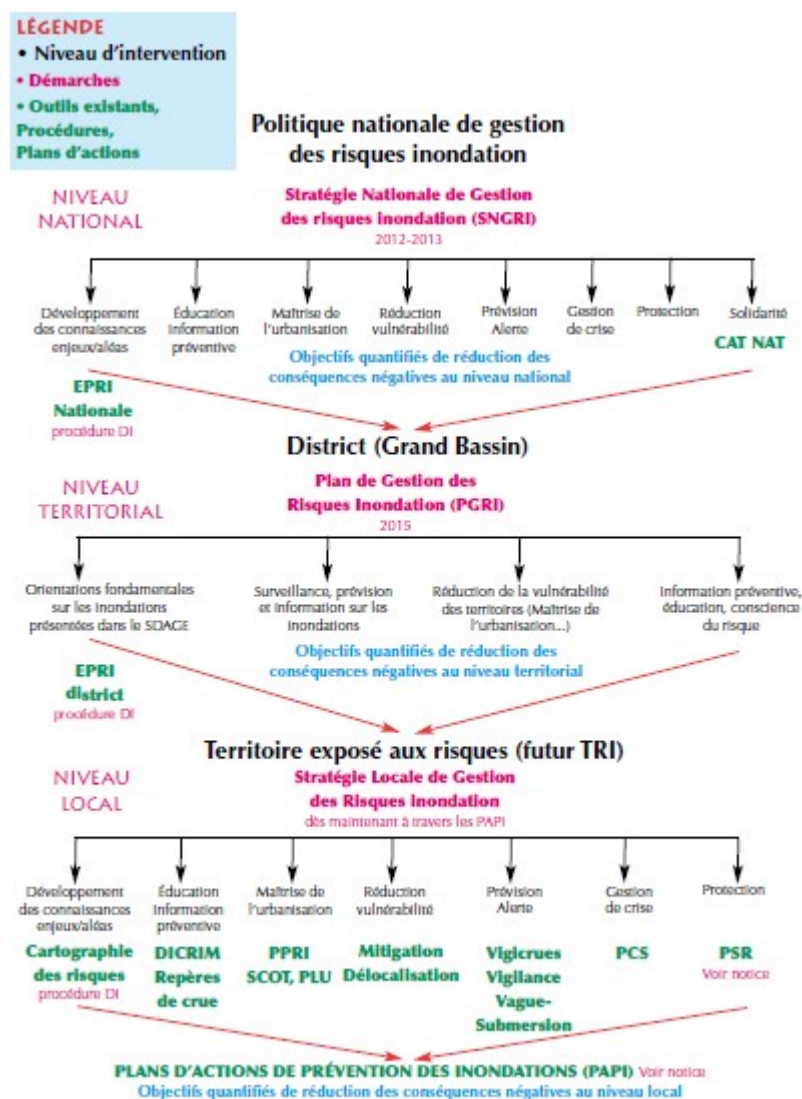 LÉGENDE
• Niveau d'intervention
• Démarches
• Outils existants,
Procédures,
Plans d'actions
Politique nationale de gestion
des risques inondation
NIVEAU
NATIONAL
Stratégie Nationale de Gestion
des risques inondation (SNGRI)
2012-2013
Développement
des connaissances
enjeux/aléas
Éducation
Information
préventive
Maîtrise de
l'urbanisation
Réduction
vulnérabilité
Prévision
Alerte
Gestion
de crise
Protection
Solidarité
CAT NAT
Objectifs quantifiés de réduction des
conséquences négatives au niveau national
EPRI
Nationale
procédure DI
District (Grand Bassin)
NIVEAU
TERRITORIAL
Plan de Gestion des
Risques Inondation (PGRI)
2015
Orientations fondamentales
sur les inondations
présentées dans le SDAGE
Surveillance, prévision
et information sur les
inondations
Réduction de la vulnérabilité
des territoires (Maîtrise de
l'urbanisation...)
Information préventive,
éducation, conscience
du risque
Objectifs quantifiés de réduction des
conséquences négatives au niveau territorial
EPRI
district
procédure DI
Territoire exposé aux risques (futur TRI)
NIVEAU
LOCAL
Stratégie Locale de Gestion
des Risques Inondation
dès maintenant à travers les PAPI
Développement
des connaissances
enjeux/aléas
Cartographie
des risques
procédure DI
Éducation
Information
préventive
DICRIM
Repères
de crue
Maîtrise de
l'urbanisation
PPRI
SCOT, PLU
Réduction
vulnérabilité
Mitigation
Délocalisation
Prévision
Alerte
Vigicrues
Vigilance
Vague-
Submersion
Gestion
de crise
PCS
Protection
PSR
Voir notice
PLANS D'ACTIONS DE PRÉVENTION DES INONDATIONS (PAPI) Voir notice
Objectifs quantifiés de réduction des conséquences négatives au niveau local